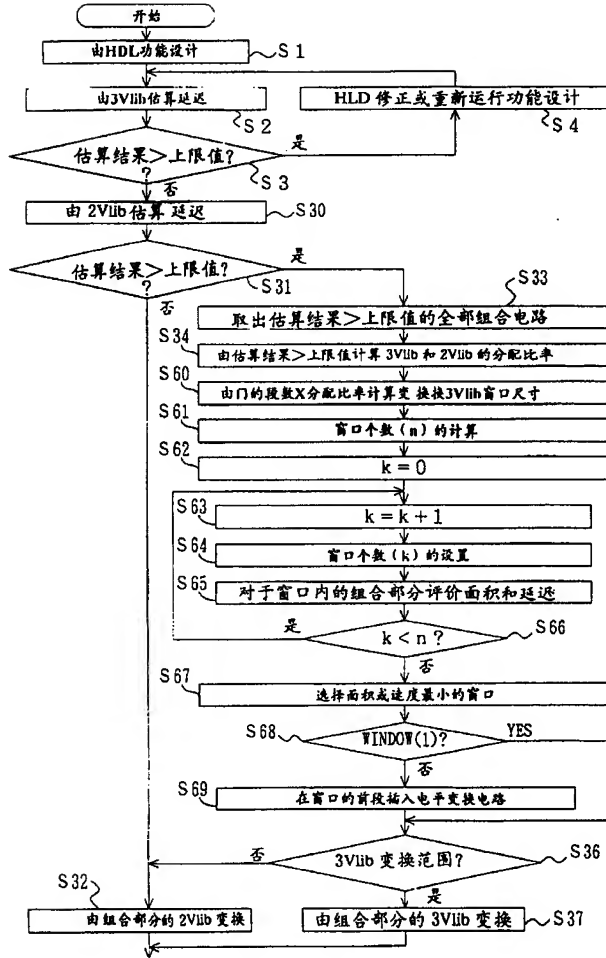 开始
由HDL功能设计
S1
由3Vlib估算延迟
S2
HLD 修正或重新运行功能设计
S4
估算结果>上限值?
?
是
S3
否
由 2Vlib 估算 延迟
S30
估算结果>上限值?
?
是
S31
否
S33
取出估算结果>上限值的全部组合电路
S34
由估算结果>上限值计算 3Vlib 和 2Vlib 的分配比率
S60
由门的段数X分配比率计算变 换换3Vlih窗口尺寸
S61
窗口个数(n)的计算
S62
k = 0
S63
k = k + 1
S64
窗口个数(k)的设置
S65
对于窗口内的组合部分评价面积和延迟
是
k < n ?
S66
否
S67
选择面积或速度最小的窗口
S68
WINDOW(1)?
YES
否
S69
在窗口的前段插入电平变换电路
否
3Vlib 变换范围?
S36
是
S32
由组合部分的 2Vlib 变换
由组合部分的 3Vlib 变换
S37